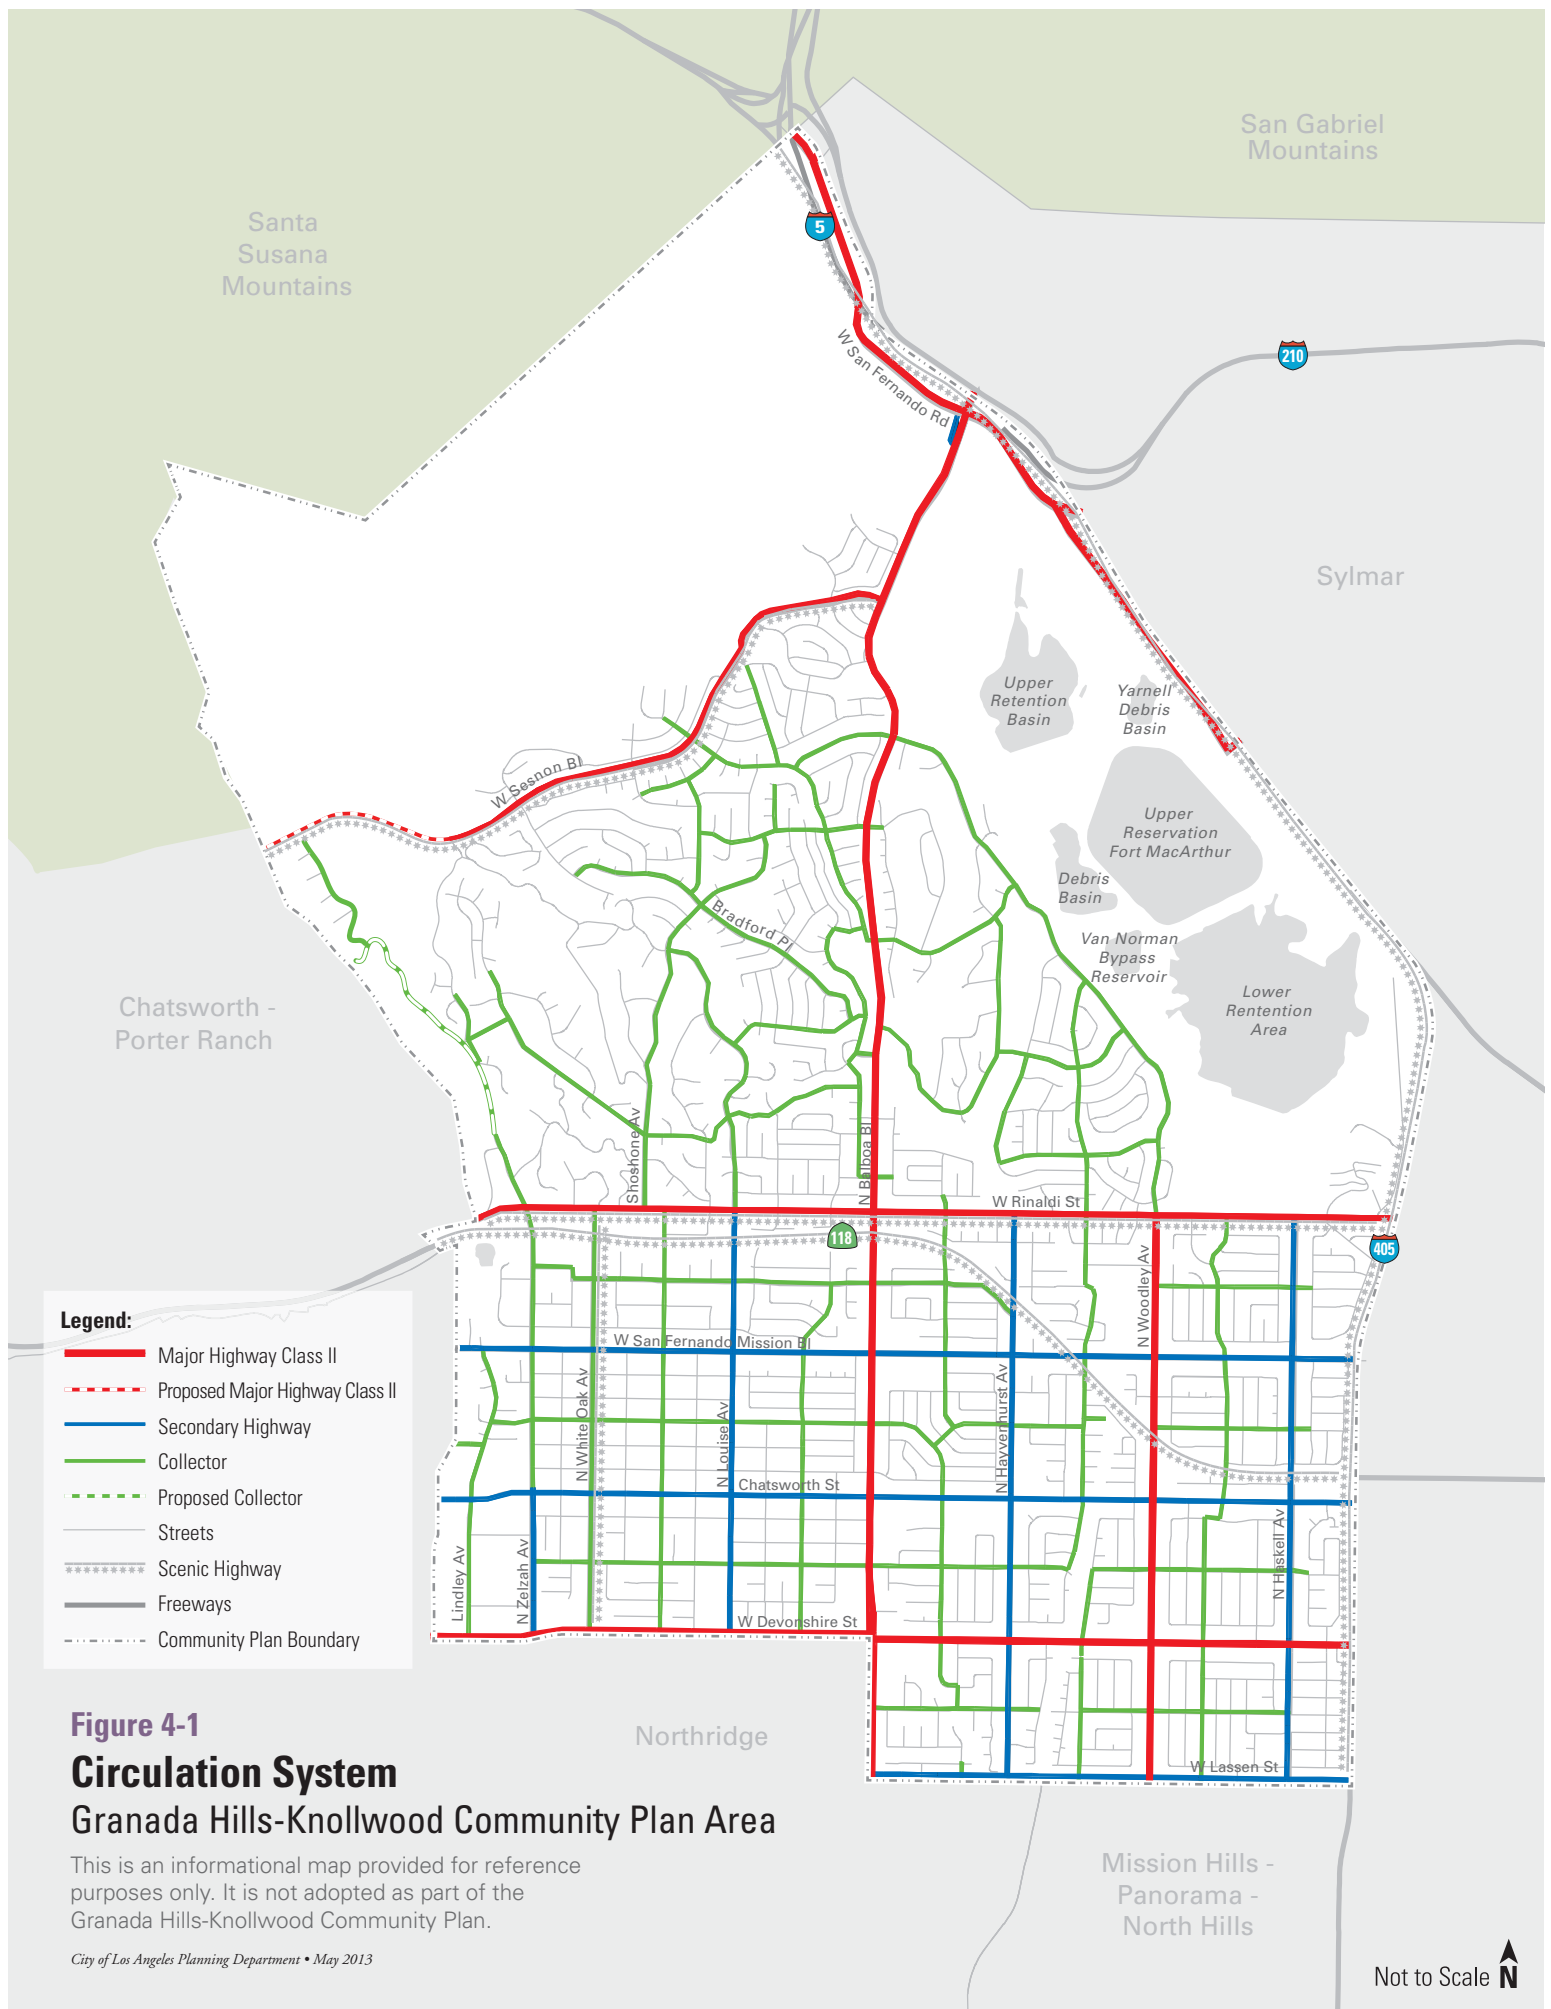 San Gabriel
Mountains
Santa
Susana
Mountains
5
W San Fernando Rd
210
Sylmar
Upper
Retention
Basin
Yarnell
Debris
Basin
W Sesnon Bl
Upper
Reservation
Fort MacArthur
Debris
Basin
Bradford Pl
Van Norman
Bypass
Reservoir
Lower
Rentention
Area
Chatsworth -
Porter Ranch
Shoshone Av
N Balboa Bl
W Rinaldi St
118
405
N Woodley Av
W San Fernando Mission Bl
N White Oak Av
N Louise Av
N Hayvenhurst Av
Chatsworth St
Lindley Av
N Zelzah Av
N Haskell Av
W Devonshire St
W Lassen St
Legend:
Major Highway Class II
Proposed Major Highway Class II
Secondary Highway
Collector
Proposed Collector
Streets
Scenic Highway
Freeways
Community Plan Boundary
Northridge
Mission Hills -
Panorama -
North Hills
Figure 4-1
Circulation System
Granada Hills-Knollwood Community Plan Area
This is an informational map provided for reference
purposes only. It is not adopted as part of the
Granada Hills-Knollwood Community Plan.
City of Los Angeles Planning Department • May 2013
Not to Scale N